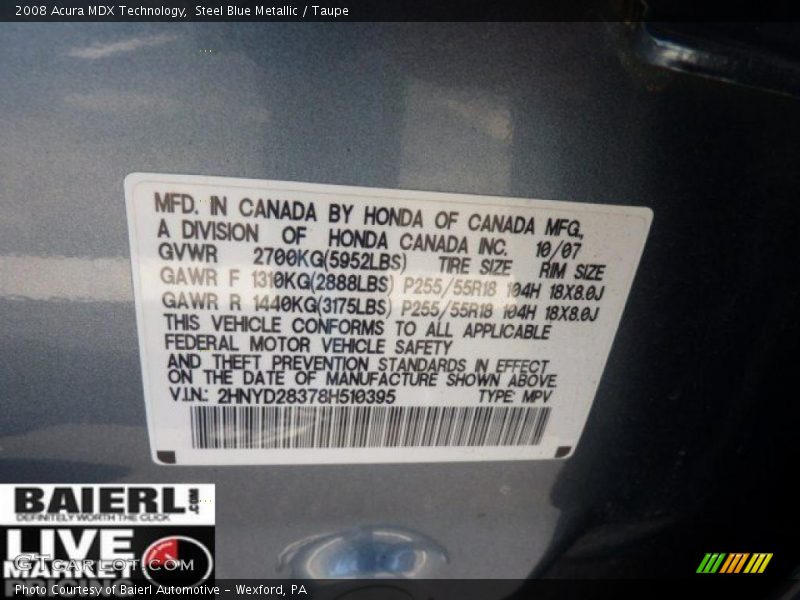 2008 Acura MDX Technology, Steel Blue Metallic / Taupe
MFD. IN CANADA BY HONDA OF CANADA MFG.,
A DIVISION OF HONDA CANADA INC. 10/07
GVWR 2700KG(5952LBS) TIRE SIZE RIM SIZE
GAWR F 1310KG(2888LBS) P255/55R18 104H 18X8.0J
GAWR R 1440KG(3175LBS) P255/55R18 104H 18X8.0J
THIS VEHICLE CONFORMS TO ALL APPLICABLE
FEDERAL MOTOR VEHICLE SAFETY
AND THEFT PREVENTION STANDARDS IN EFFECT
ON THE DATE OF MANUFACTURE SHOWN ABOVE
V.I.N.: 2HNYD28378H510395 TYPE: MPV
BAIERL.com
DEFINITELY WORTH THE CLICK
LIVE
GTCARLOT.COM
MARKET
Photo Courtesy of Baierl Automotive - Wexford, PA